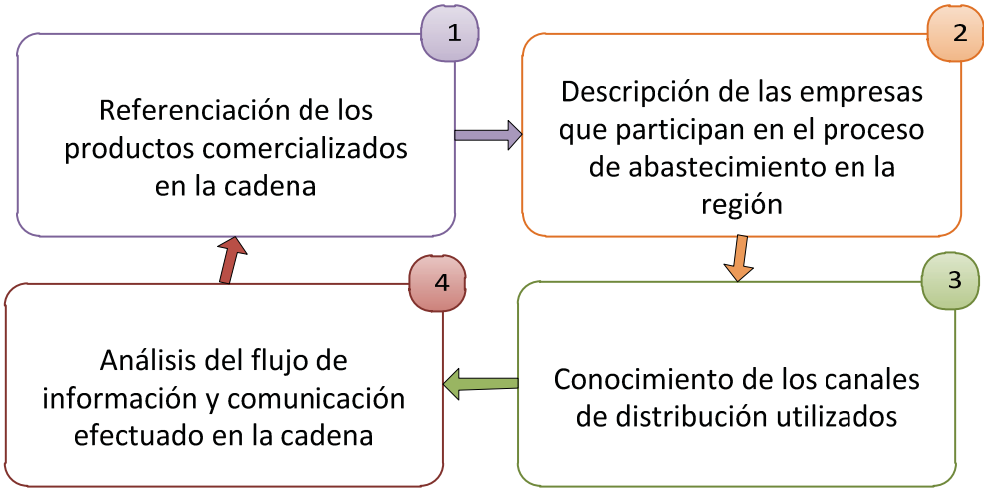 1
Referenciación de los
productos comercializados
en la cadena
2
Descripción de las empresas
que participan en el proceso
de abastecimiento en la
región
3
Conocimiento de los canales
de distribución utilizados
4
Análisis del flujo de
información y comunicación
efectuado en la cadena